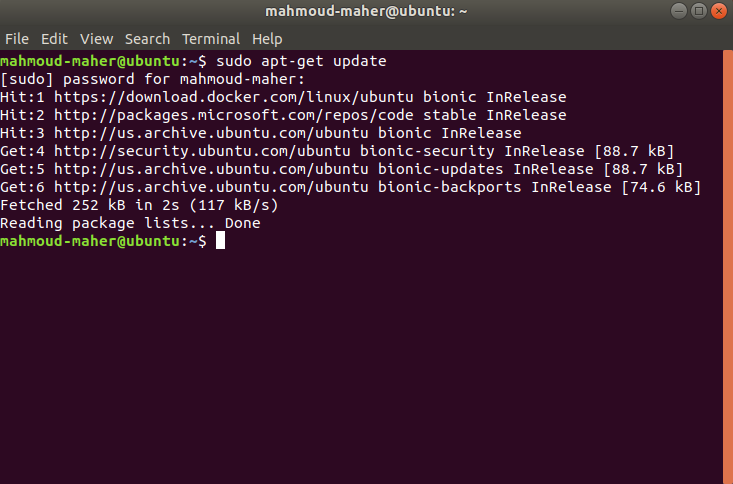 mahmoud-maher@ubuntu: ~
File Edit View Search Terminal Help
mahmoud-maher@ubuntu:~$ sudo apt-get update
[sudo] password for mahmoud-maher:
Hit:1 https://download.docker.com/linux/ubuntu bionic InRelease
Hit:2 http://packages.microsoft.com/repos/code stable InRelease
Hit:3 http://us.archive.ubuntu.com/ubuntu bionic InRelease
Get:4 http://security.ubuntu.com/ubuntu bionic-security InRelease [88.7 kB]
Get:5 http://us.archive.ubuntu.com/ubuntu bionic-updates InRelease [88.7 kB]
Get:6 http://us.archive.ubuntu.com/ubuntu bionic-backports InRelease [74.6 kB]
Fetched 252 kB in 2s (117 kB/s)
Reading package lists... Done
mahmoud-maher@ubuntu:~$